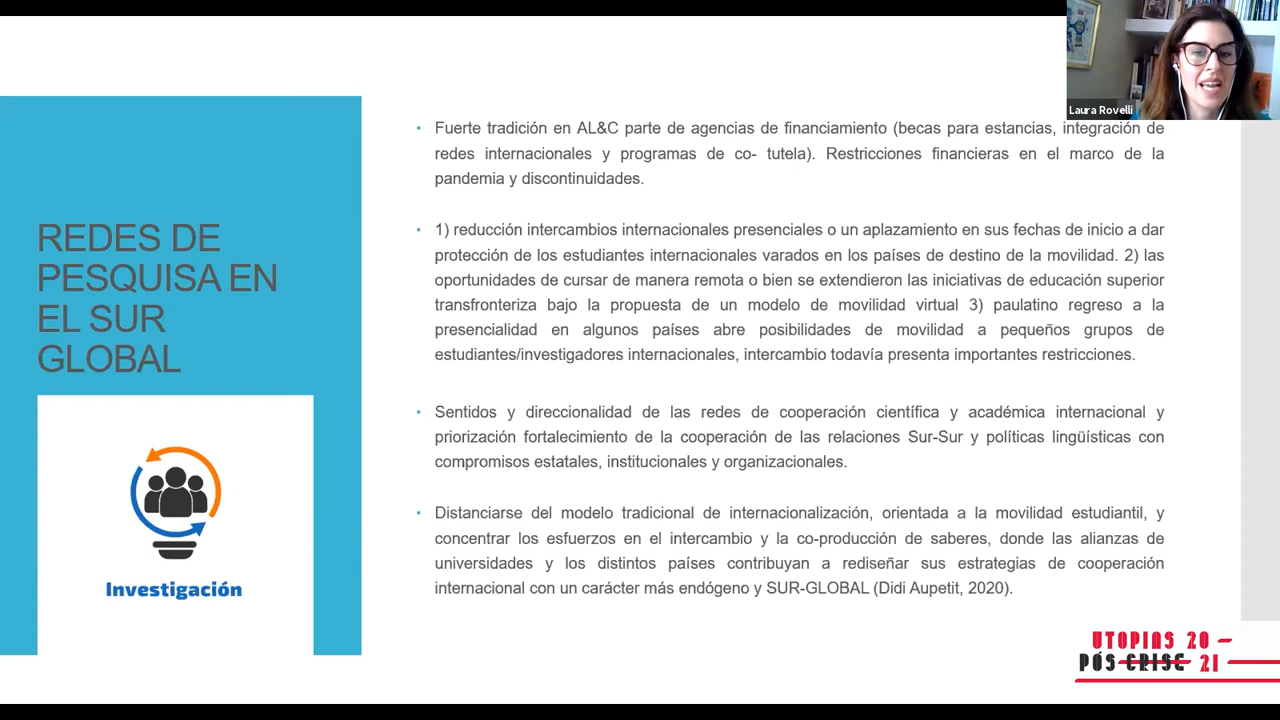 Laura Rovelli
REDES DE
PESQUISA EN
EL SUR
GLOBAL
Investigación
• Fuerte tradición en AL&C parte de agencias de financiamiento (becas para estancias, integración de
redes internacionales y programas de co- tutela). Restricciones financieras en el marco de la
pandemia y discontinuidades.
• 1) reducción intercambios internacionales presenciales o un aplazamiento en sus fechas de inicio a dar
protección de los estudiantes internacionales varados en los países de destino de la movilidad. 2) las
oportunidades de cursar de manera remota o bien se extendieron las iniciativas de educación superior
transfronteriza bajo la propuesta de un modelo de movilidad virtual 3) paulatino regreso a la
presencialidad en algunos países abre posibilidades de movilidad a pequeños grupos de
estudiantes/investigadores internacionales, intercambio todavía presenta importantes restricciones.
• Sentidos y direccionalidad de las redes de cooperación científica y académica internacional y
priorización fortalecimiento de la cooperación de las relaciones Sur-Sur y políticas lingüísticas con
compromisos estatales, institucionales y organizacionales.
• Distanciarse del modelo tradicional de internacionalización, orientada a la movilidad estudiantil, y
concentrar los esfuerzos en el intercambio y la co-producción de saberes, donde las alianzas de
universidades y los distintos países contribuyan a rediseñar sus estrategias de cooperación
internacional con un carácter más endógeno y SUR-GLOBAL (Didi Aupetit, 2020).
UTOPIAS 20
PÓS CRISE 21